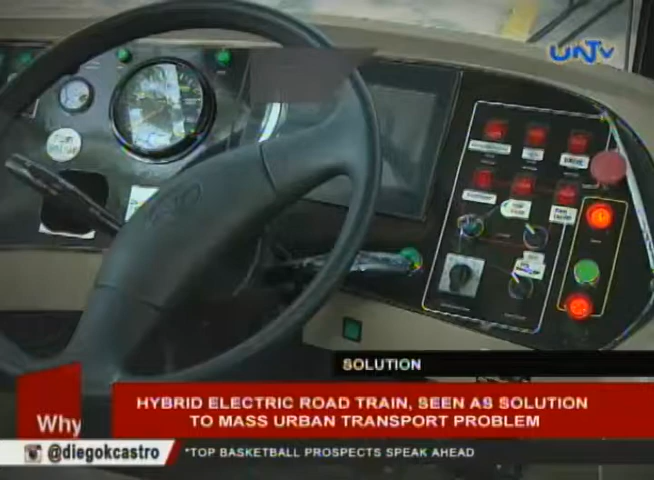 UNTV
SOLUTION
HYBRID ELECTRIC ROAD TRAIN, SEEN AS SOLUTION
TO MASS URBAN TRANSPORT PROBLEM
Why
@diegokcastro
*TOP BASKETBALL PROSPECTS SPEAK AHEAD